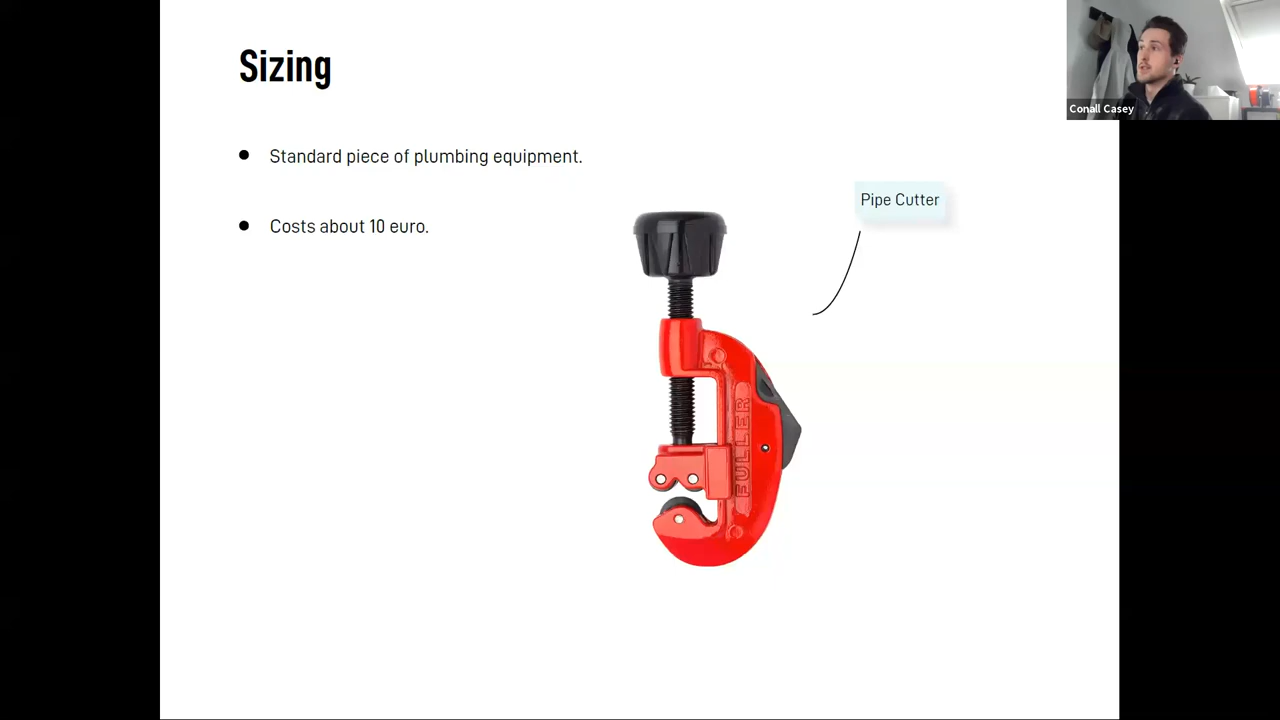 Sizing
Standard piece of plumbing equipment.
Costs about 10 euro.
Pipe Cutter
FULLER
Conall Casey